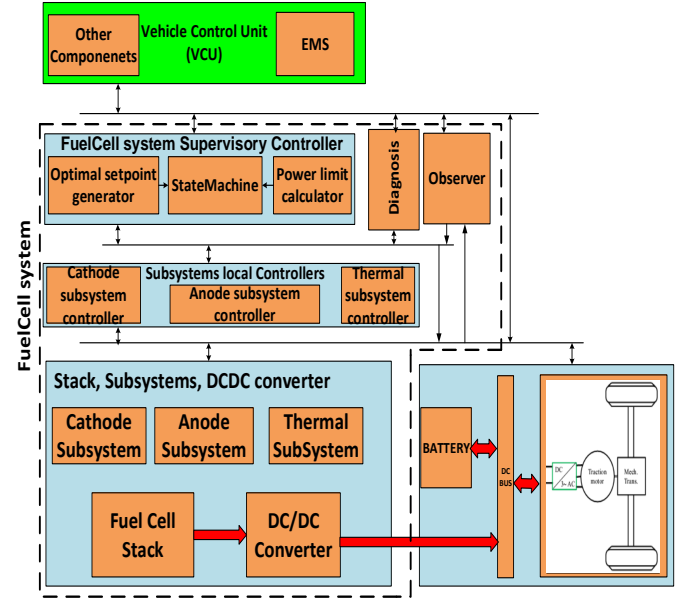 Other
Componenets
Vehicle Control Unit
(VCU)
EMS
FuelCell system
FuelCell system Supervisory Controller
Optimal setpoint
generator
StateMachine
Power limit
calculator
Diagnosis
Observer
Subsystems local Controllers
Cathode
subsystem
controller
Anode subsystem
controller
Thermal
subsystem
controller
Stack, Subsystems, DCDC converter
Cathode
Subsystem
Anode
Subsystem
Thermal
SubSystem
Fuel Cell
Stack
DC/DC
Converter
BATTERY
DC
BUS
DC
AC
Traction
motor
Mech.
Trans.